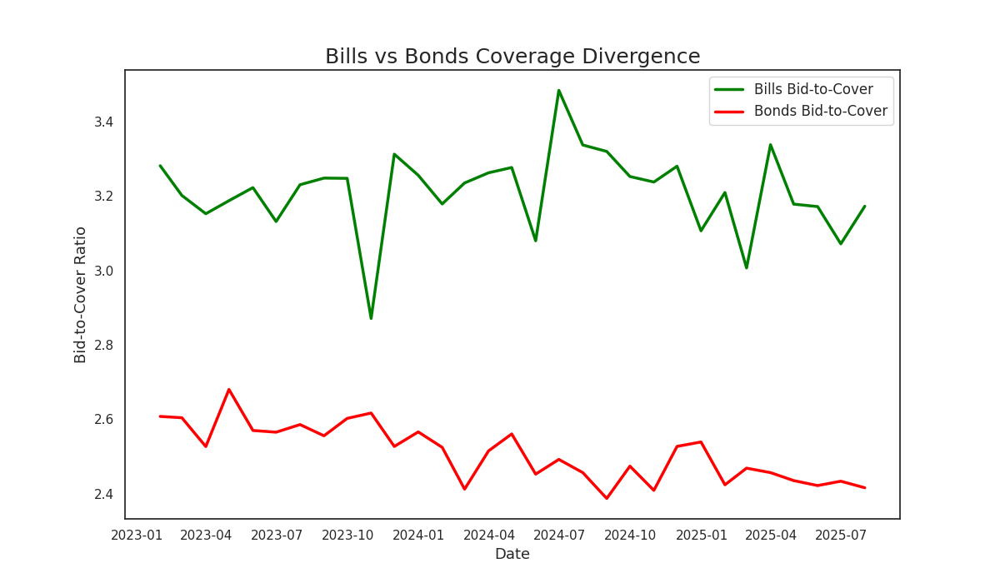 Bills vs Bonds Coverage Divergence
Bills Bid-to-Cover
Bonds Bid-to-Cover
Bid-to-Cover Ratio
3.4
3.2
3.0
2.8
2.6
2.4
2023-01 2023-04 2023-07 2023-10 2024-01 2024-04 2024-07 2024-10 2025-01 2025-04 2025-07
Date